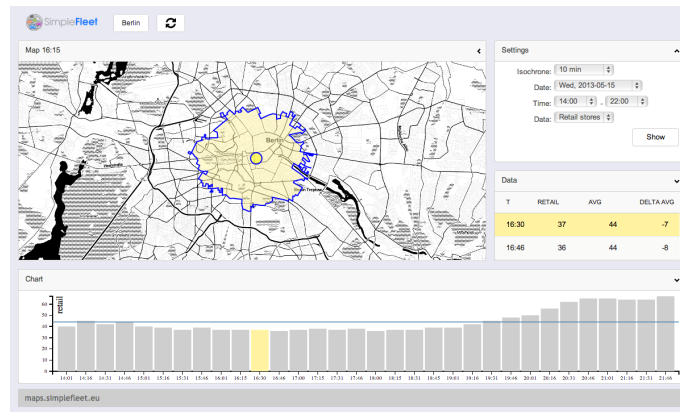 SimpleFleet Berlin
Map 16:15
Berlin
Settings
Isochrone: 10 min
Date: Wed, 2013-05-15
Time: 14:00 - 22:00
Data: Retail stores
Show
Data
T RETAIL AVG DELTA AVG
16:30 37 44 -7
16:46 36 44 -8
Chart
retail
60
50
40
30
20
10
0
14:01 14:16 14:31 14:46 15:01 15:16 15:31 15:46 16:01 16:15 16:30 16:46 17:00 17:15 17:31 17:46 18:00 18:15 18:31 18:45 19:01 19:16 19:31 19:46 20:01 20:16 20:31 20:46 21:01 21:16 21:31 21:46
maps.simplefleet.eu